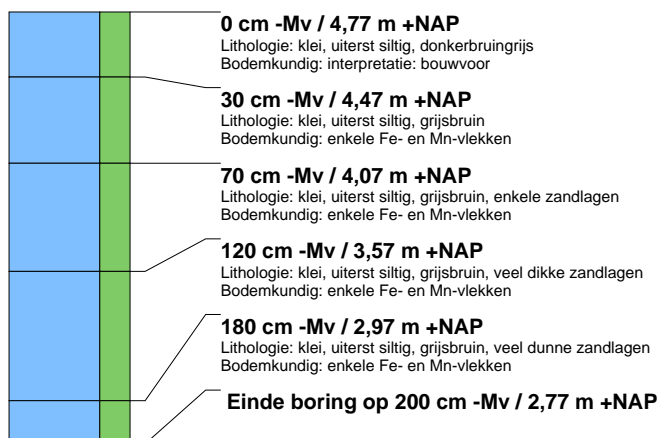 0 cm -Mv / 4,77 m +NAP
Lithologie: klei, uiterst siltig, donkerbruingrijs
Bodemkundig: interpretatie: bouwvoor
30 cm -Mv / 4,47 m +NAP
Lithologie: klei, uiterst siltig, grijsbruin
Bodemkundig: enkele Fe- en Mn-vlekken
70 cm -Mv / 4,07 m +NAP
Lithologie: klei, uiterst siltig, grijsbruin, enkele zandlagen
Bodemkundig: enkele Fe- en Mn-vlekken
120 cm -Mv / 3,57 m +NAP
Lithologie: klei, uiterst siltig, grijsbruin, veel dikke zandlagen
Bodemkundig: enkele Fe- en Mn-vlekken
180 cm -Mv / 2,97 m +NAP
Lithologie: klei, uiterst siltig, grijsbruin, veel dunne zandlagen
Bodemkundig: enkele Fe- en Mn-vlekken
Einde boring op 200 cm -Mv / 2,77 m +NAP